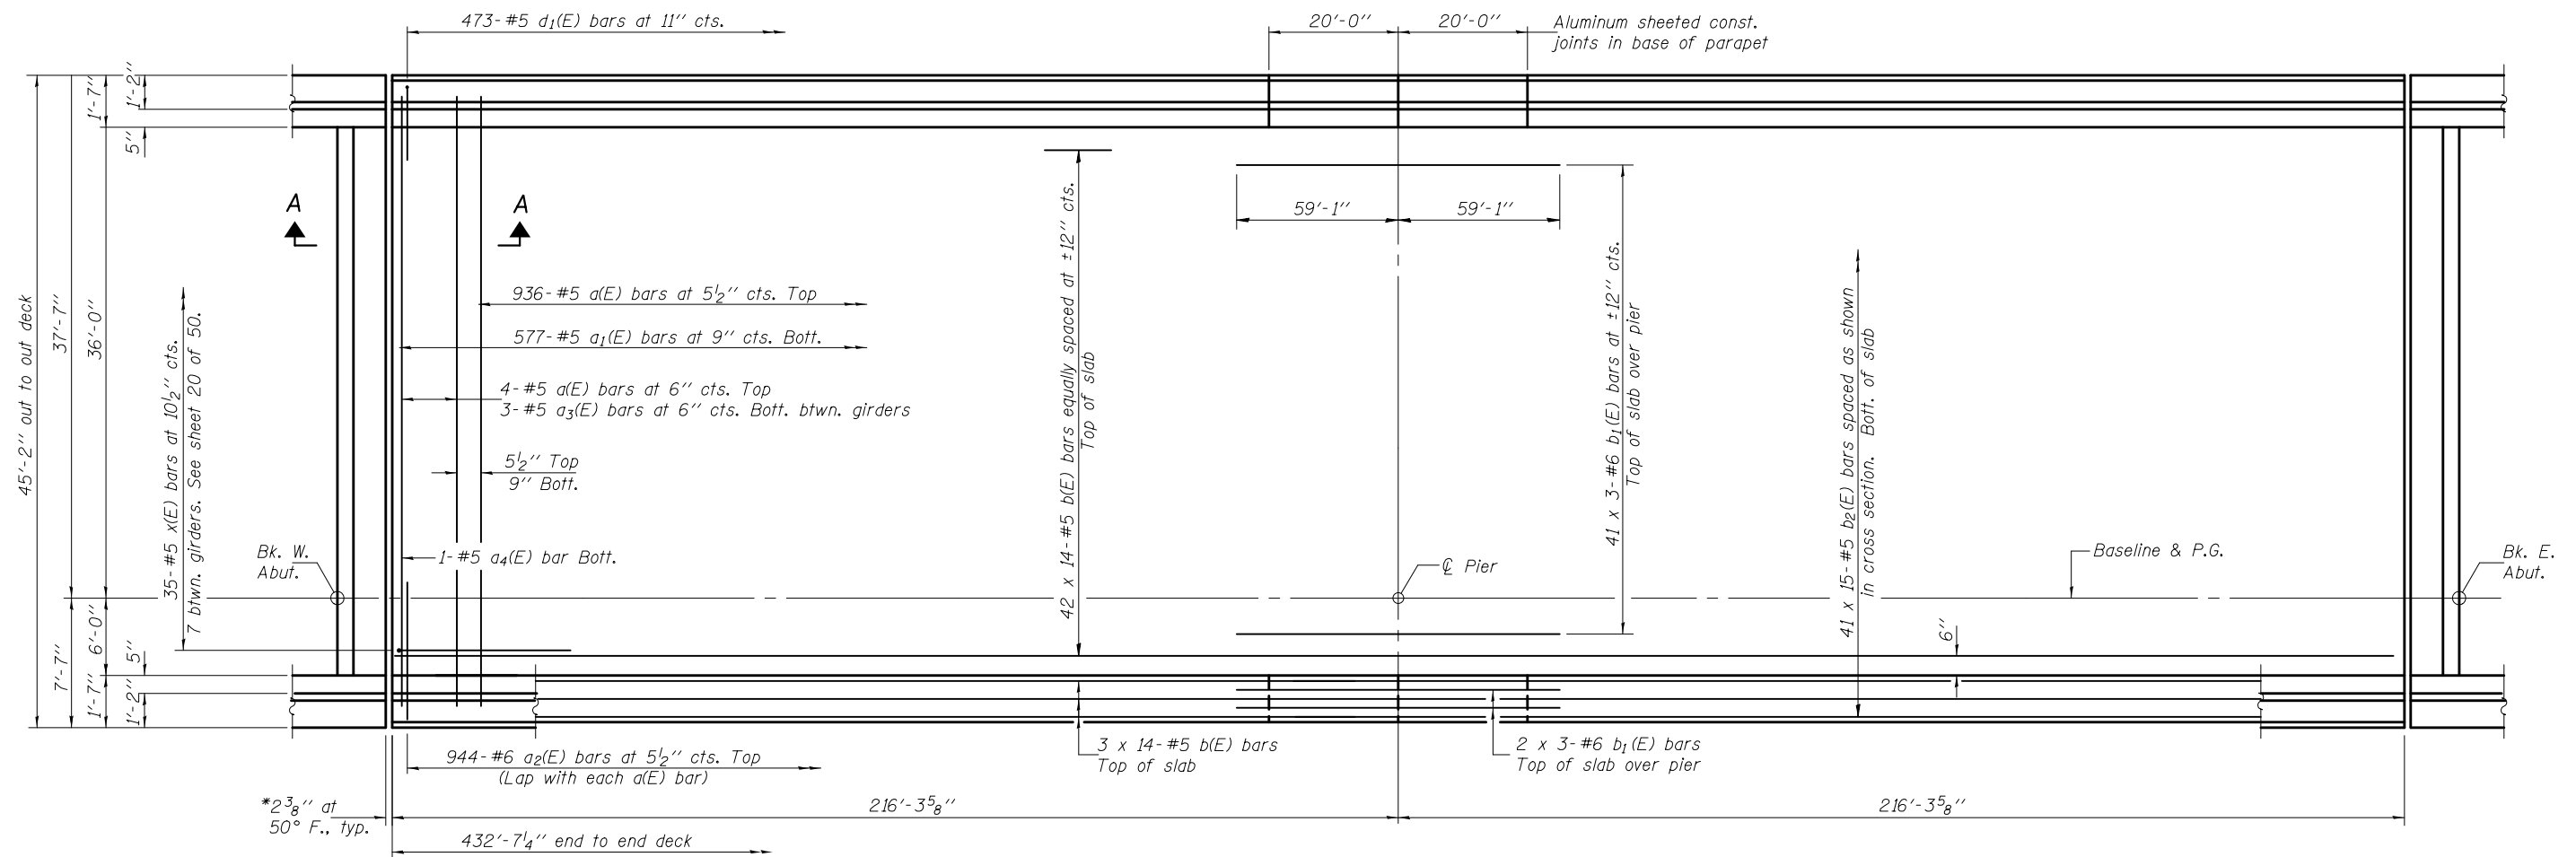 473-#5 d1(E) bars at 11" cts.
20'-0"
20'-0"
Aluminum sheeted const.
joints in base of parapet
45'-2" out to out deck
37'-7"
7'-7"
36'-0"
6'-0"
1'-7"
1'-7"
1'-2"
5"
5"
1'-2"
A
A
35-#5 x(E) bars at 10½" cts.
7 btwn. girders. See sheet 20 of 50.
936-#5 a(E) bars at 5½" cts. Top
577-#5 a1(E) bars at 9" cts. Bott.
4-#5 a(E) bars at 6" cts. Top
3-#5 a3(E) bars at 6" cts. Bott. btwn. girders
5½" Top
9" Bott.
1-#5 a4(E) bar Bott.
Bk. W.
Abut.
42 x 14-#5 b(E) bars equally spaced at ±12" cts.
Top of slab
59'-1"
59'-1"
41 x 3-#6 b1(E) bars at ±12" cts.
Top of slab over pier
℄ Pier
41 x 15-#5 b2(E) bars spaced as shown
in cross section. Bott. of slab
6"
Baseline & P.G.
Bk. E.
Abut.
944-#6 a2(E) bars at 5½" cts. Top
(Lap with each a(E) bar)
3 x 14-#5 b(E) bars
Top of slab
2 x 3-#6 b1(E) bars
Top of slab over pier
*2⅜" at
50° F., typ.
216'-3⅝"
216'-3⅝"
432'-7¼" end to end deck